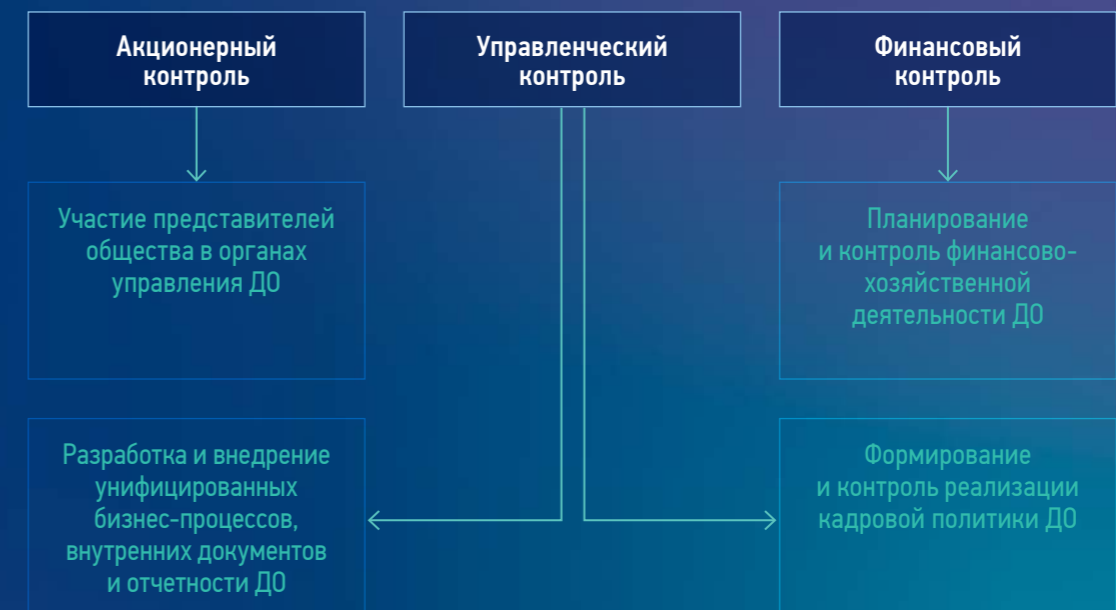 Акционерный
контроль
Управленческий
контроль
Финансовый
контроль
Участие представителей
общества в органах
управления ДО
Планирование
и контроль финансово-
хозяйственной
деятельности ДО
Разработка и внедрение
унифицированных
бизнес-процессов,
внутренних документов
и отчетности ДО
Формирование
и контроль реализации
кадровой политики ДО